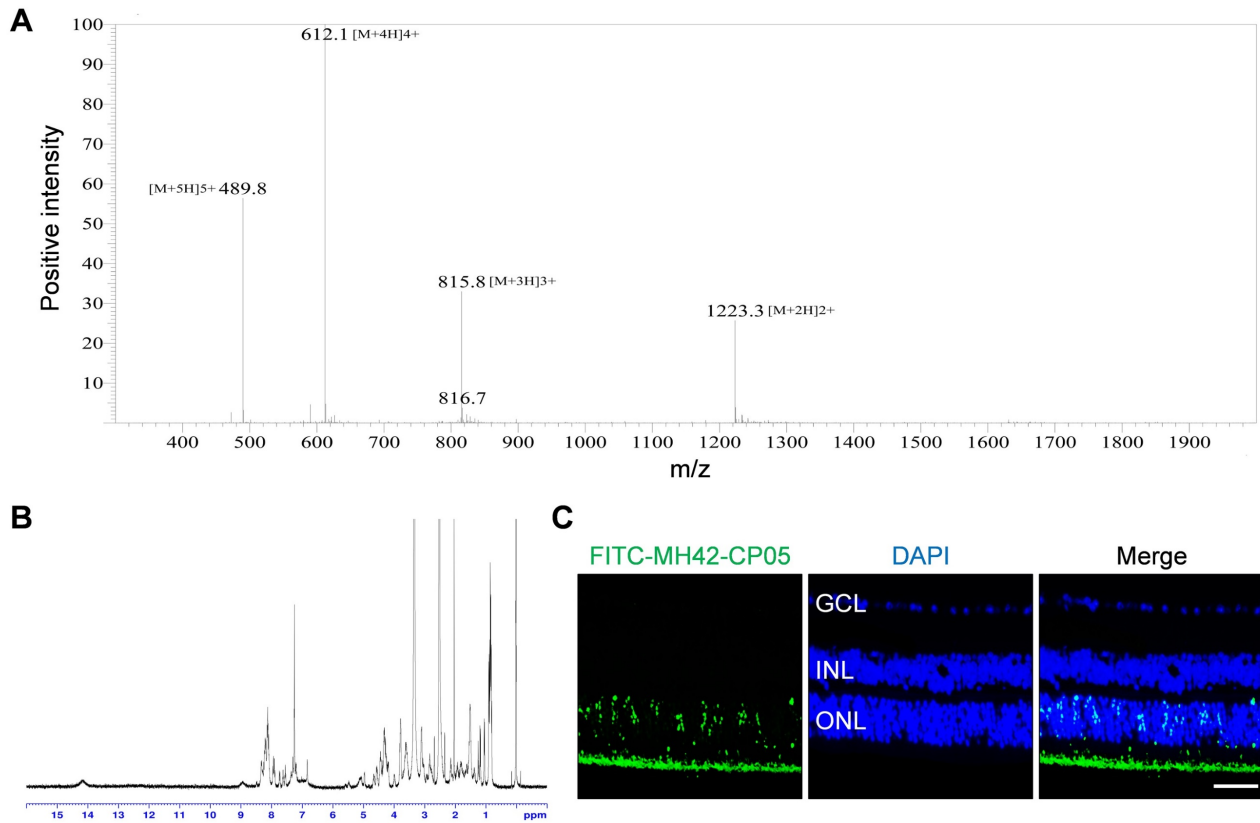 A
Positive intensity
100
90
80
70
60
50
40
30
20
10
612.1 [M+4H]4+
[M+5H]5+ 489.8
815.8 [M+3H]3+
816.7
1223.3 [M+2H]2+
400 500 600 700 800 900 1000 1100 1200 1300 1400 1500 1600 1700 1800 1900
m/z
B
15 14 13 12 11 10 9 8 7 6 5 4 3 2 1 ppm
C
FITC-MH42-CP05 DAPI Merge
GCL
INL
ONL